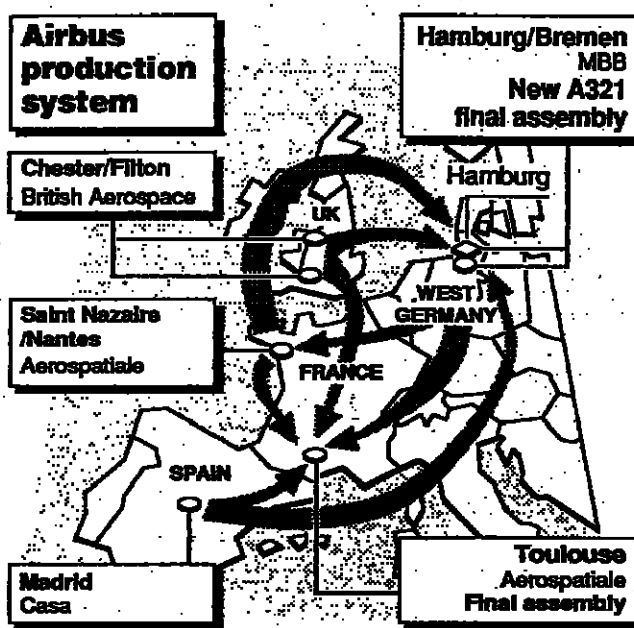 Airbus
production
system
Hamburg/Bremen
MBB
New A321
final assembly
Chester/Filton
British Aerospace
Hamburg
UK
Saint Nazaire
/Nantes
Aerospatiale
WEST
GERMANY
FRANCE
SPAIN
Madrid
Casa
Toulouse
Aerospatiale
Final assembly